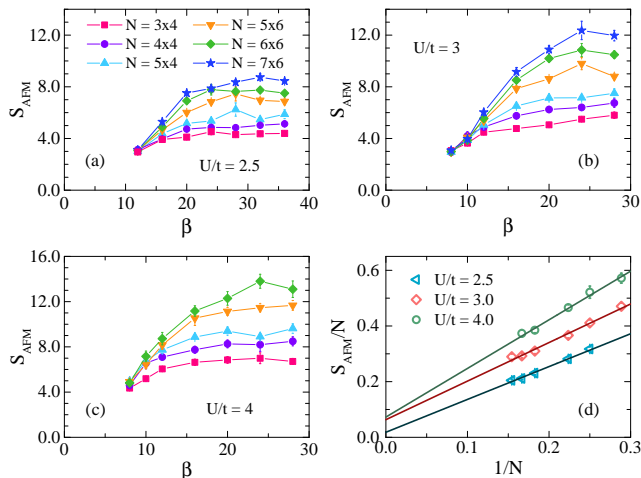 12.0
8.0
4.0
0.0
S_AFM
N = 3x4
N = 4x4
N = 5x4
N = 5x6
N = 6x6
N = 7x6
(a)
U/t = 2.5
0 10 20 30 40
β
12.0
8.0
4.0
0.0
S_AFM
U/t = 3
(b)
0 10 20 30
β
16.0
12.0
8.0
4.0
0.0
S_AFM
(c)
U/t = 4
0 10 20 30
β
0.6
0.4
0.2
0.0
S_AFM/N
U/t = 2.5
U/t = 3.0
U/t = 4.0
(d)
0.0 0.1 0.2 0.3
1/N